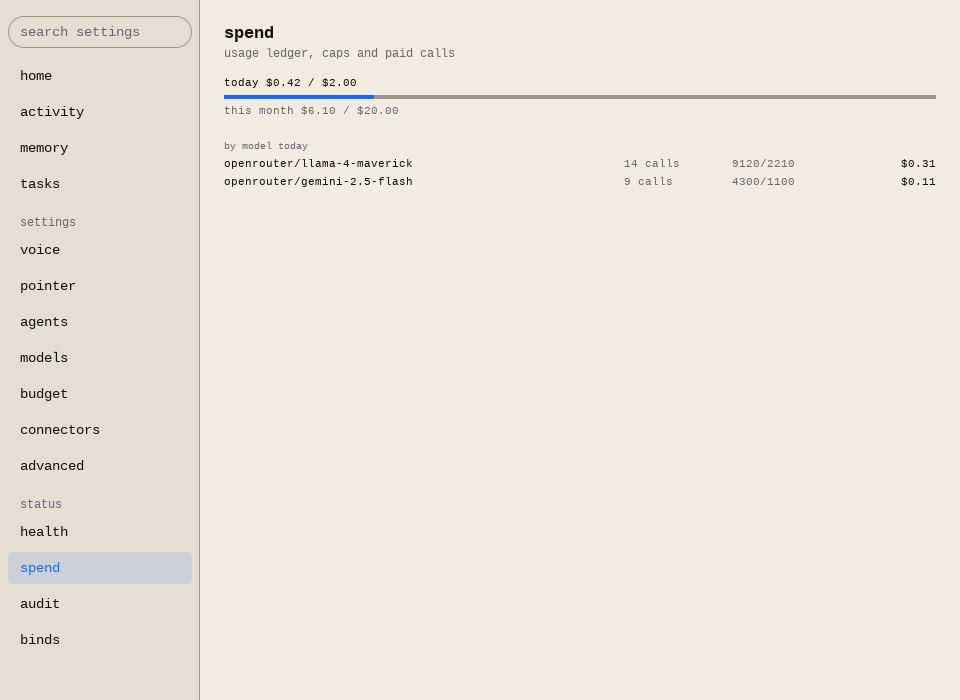 search settings
home
activity
memory
tasks
settings
voice
pointer
agents
models
budget
connectors
advanced
status
health
spend
audit
binds
spend
usage ledger, caps and paid calls
today $0.42 / $2.00
this month $6.10 / $20.00
by model today
openrouter/llama-4-maverick 14 calls 9120/2210 $0.31
openrouter/gemini-2.5-flash 9 calls 4300/1100 $0.11